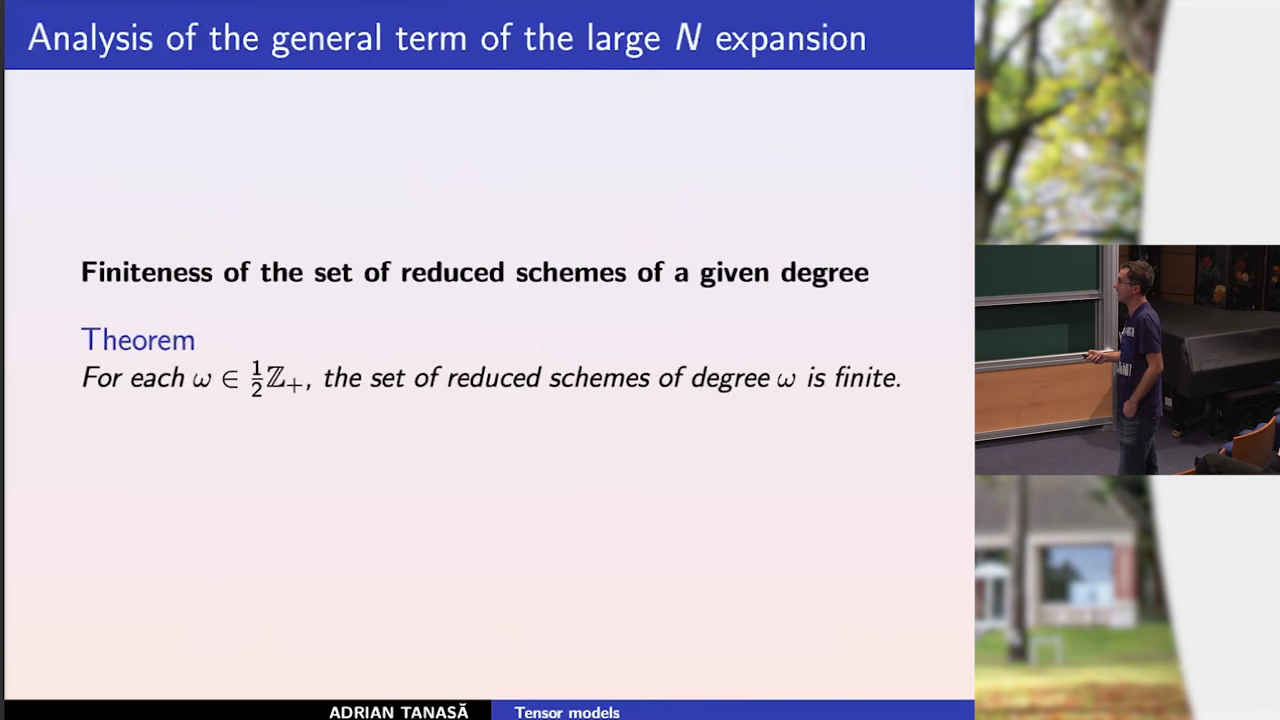 Analysis of the general term of the large N expansion
Finiteness of the set of reduced schemes of a given degree
Theorem
For each ω ∈ ½ℤ₊, the set of reduced schemes of degree ω is finite.
ADRIAN TANASĂ
Tensor models